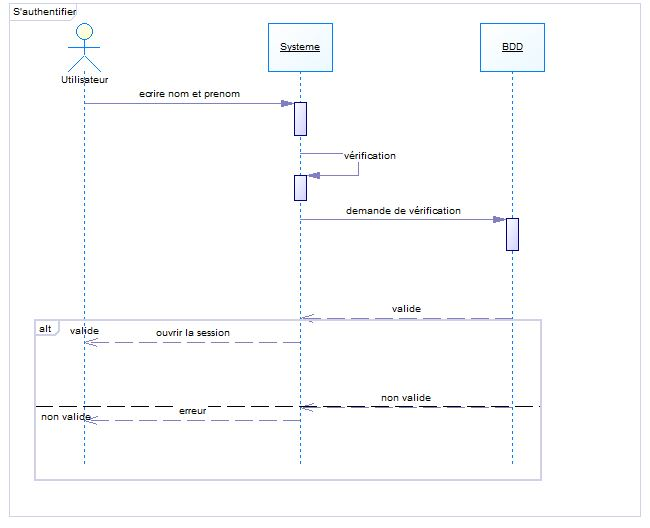 S'authentifier
Systeme
BDD
Utilisateur
ecrire nom et prenom
vérification
demande de vérification
valide
alt
valide
ouvrir la session
non valide
erreur
non valide